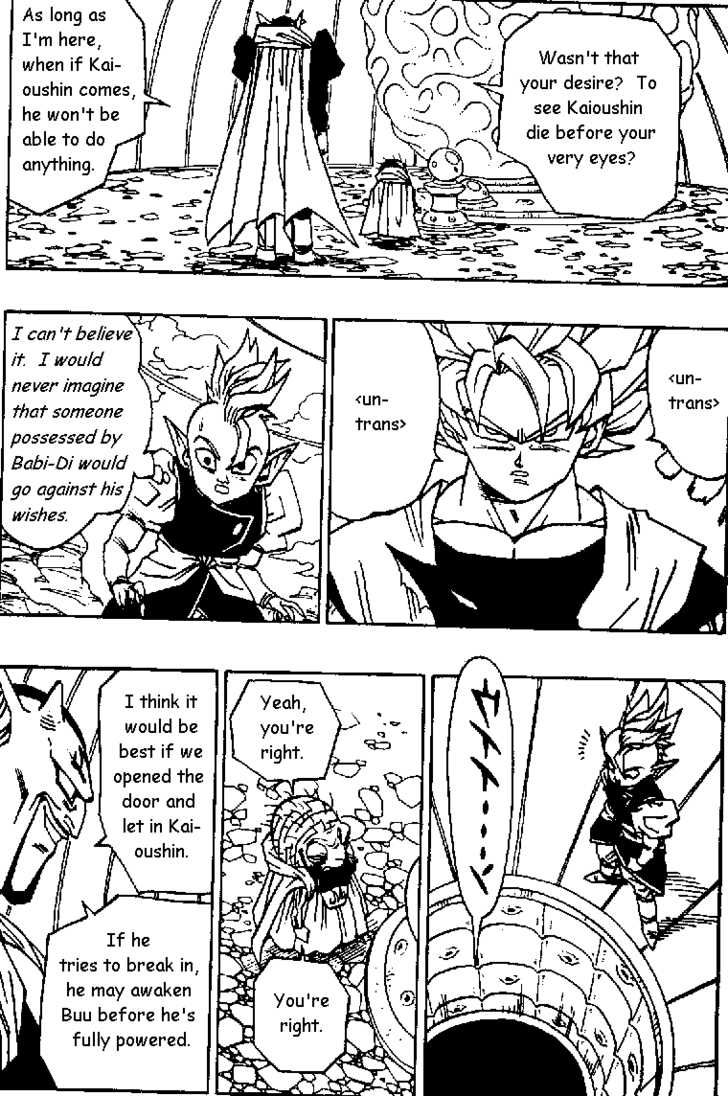 As long as
I'm here,
when if Kai-
oushin comes,
he won't be
able to do
anything.
Wasn't that
your desire? To
see Kaioushin
die before your
very eyes?
I can't believe
it. I would
never imagine
that someone
possessed by
Babi-Di would
go against his
wishes.
<un-
trans>
<un-
trans>
I think it
would be
best if we
opened the
door and
let in Kai-
oushin.
If he
tries to break in,
he may awaken
Buu before he's
fully powered.
Yeah,
you're
right.
You're
right.